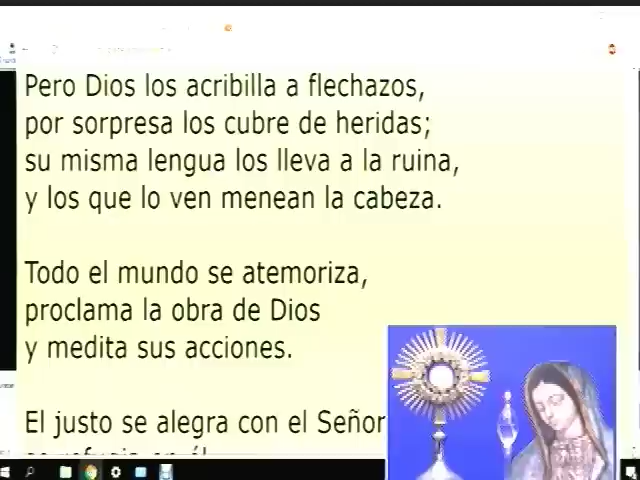 Pero Dios los acribilla a flechazos,
por sorpresa los cubre de heridas;
su misma lengua los lleva a la ruina,
y los que lo ven menean la cabeza.
Todo el mundo se atemoriza,
proclama la obra de Dios
y medita sus acciones.
El justo se alegra con el Señor